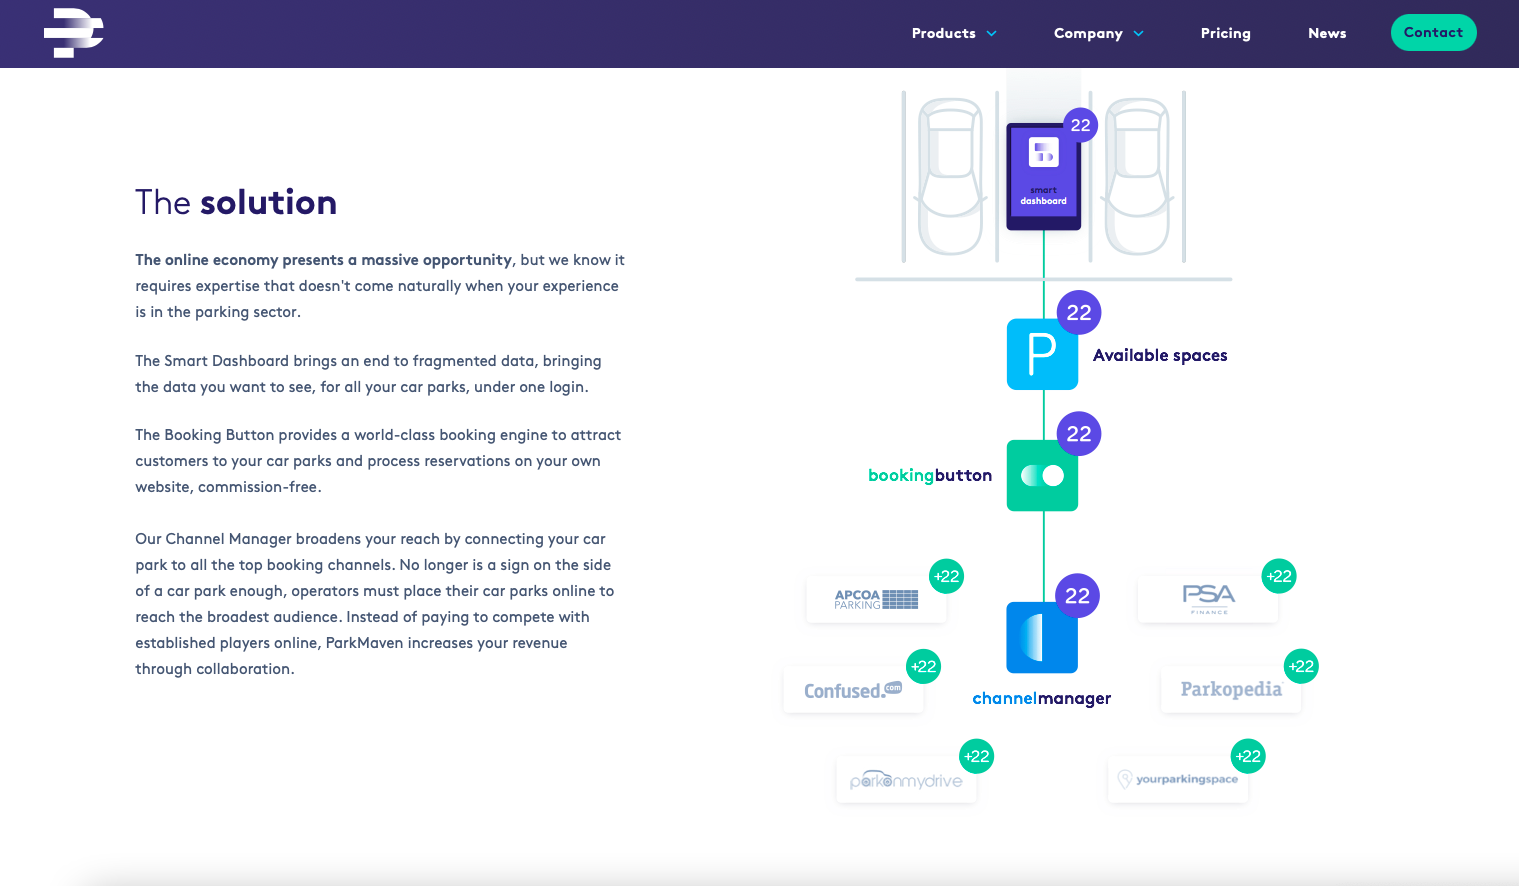 Products
Company
Pricing
News
Contact
The solution
The online economy presents a massive opportunity, but we know it
requires expertise that doesn't come naturally when your experience
is in the parking sector.
The Smart Dashboard brings an end to fragmented data, bringing
the data you want to see, for all your car parks, under one login.
The Booking Button provides a world-class booking engine to attract
customers to your car parks and process reservations on your own
website, commission-free.
Our Channel Manager broadens your reach by connecting your car
park to all the top booking channels. No longer is a sign on the side
of a car park enough, operators must place their car parks online to
reach the broadest audience. Instead of paying to compete with
established players online, ParkMaven increases your revenue
through collaboration.
22
smart
dashboard
22
P
Available spaces
22
bookingbutton
+22
APCOA
PARKING
22
+22
PSA
FINANCE
+22
Confused.com
channelmanager
+22
Parkopedia
+22
parkonmydrive
+22
yourparkingspace